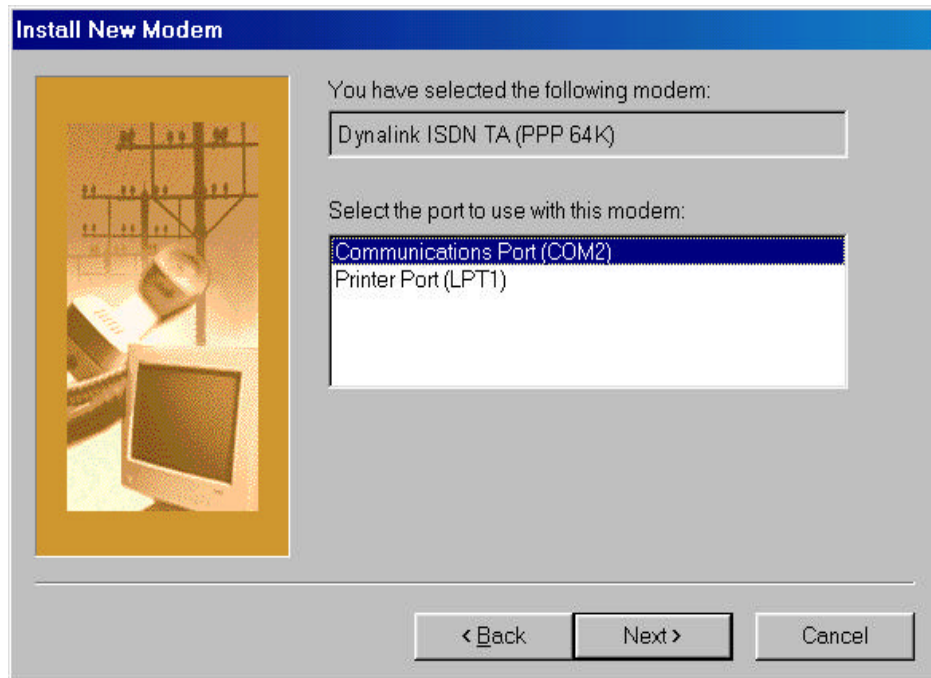 Install New Modem
You have selected the following modem:
Dynalink ISDN TA (PPP 64K)
Select the port to use with this modem:
Communications Port (COM2)
Printer Port (LPT1)
< Back
Next >
Cancel